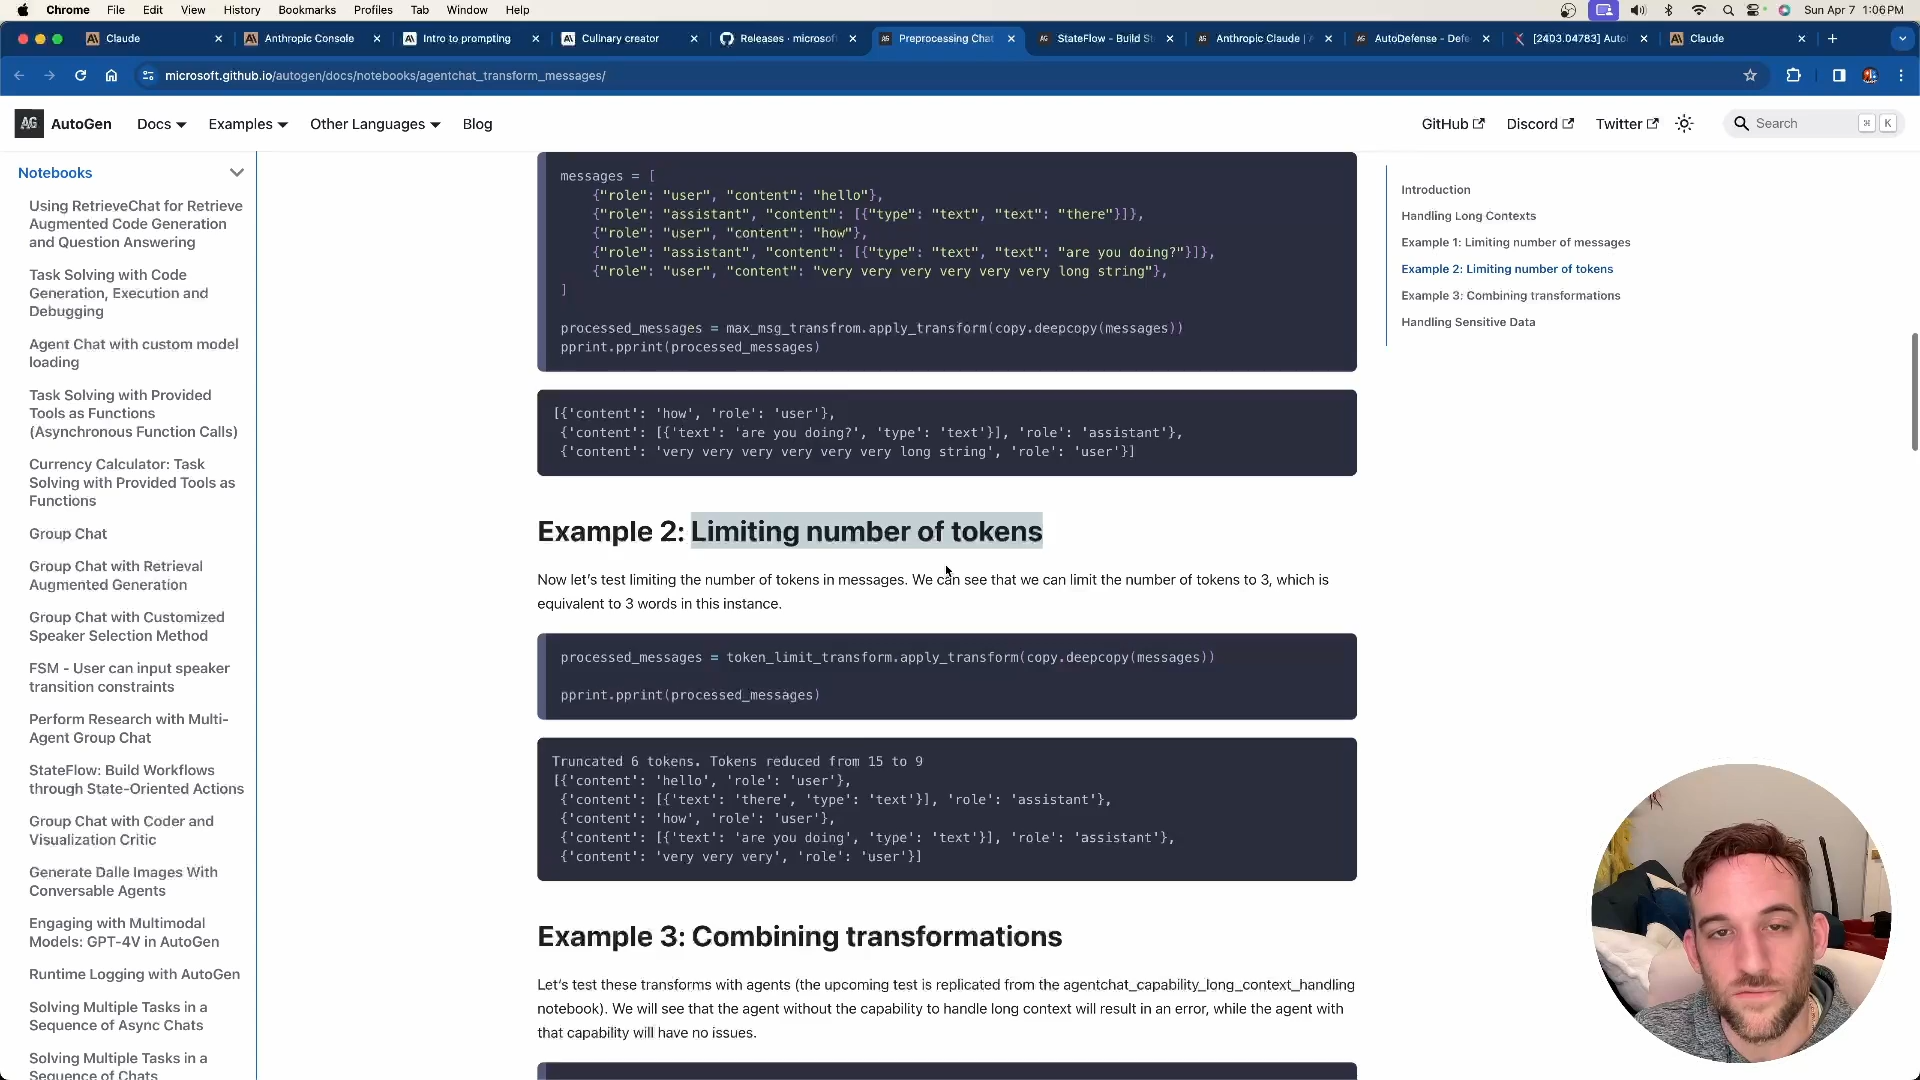 Chrome File Edit View History Bookmarks Profiles Tab Window Help Sun Apr 7 1:06 PM
Claude Anthropic Console Intro to prompting Culinary creator Releases · microsof Preprocessing Chat StateFlow - Build S Anthropic Claude | A AutoDefense - Defe [2403.04783] Auto Claude
microsoft.github.io/autogen/docs/notebooks/agentchat_transform_messages/
AG AutoGen Docs Examples Other Languages Blog GitHub Discord Twitter Search ⌘ K
Notebooks
Using RetrieveChat for Retrieve
Augmented Code Generation
and Question Answering
Task Solving with Code
Generation, Execution and
Debugging
Agent Chat with custom model
loading
Task Solving with Provided
Tools as Functions
(Asynchronous Function Calls)
Currency Calculator: Task
Solving with Provided Tools as
Functions
Group Chat
Group Chat with Retrieval
Augmented Generation
Group Chat with Customized
Speaker Selection Method
FSM - User can input speaker
transition constraints
Perform Research with Multi-
Agent Group Chat
StateFlow: Build Workflows
through State-Oriented Actions
Group Chat with Coder and
Visualization Critic
Generate Dalle Images With
Conversable Agents
Engaging with Multimodal
Models: GPT-4V in AutoGen
Runtime Logging with AutoGen
Solving Multiple Tasks in a
Sequence of Async Chats
Solving Multiple Tasks in a
Sequence of Chats
messages = [
{"role": "user", "content": "hello"},
{"role": "assistant", "content": [{"type": "text", "text": "there"}]},
{"role": "user", "content": "how"},
{"role": "assistant", "content": [{"type": "text", "text": "are you doing?"}]},
{"role": "user", "content": "very very very very very very long string"},
]
processed_messages = max_msg_transfrom.apply_transform(copy.deepcopy(messages))
pprint.pprint(processed_messages)
[{'content': 'how', 'role': 'user'},
{'content': [{'text': 'are you doing?', 'type': 'text'}], 'role': 'assistant'},
{'content': 'very very very very very very long string', 'role': 'user'}]
Example 2: Limiting number of tokens
Now let's test limiting the number of tokens in messages. We can see that we can limit the number of tokens to 3, which is
equivalent to 3 words in this instance.
processed_messages = token_limit_transform.apply_transform(copy.deepcopy(messages))
pprint.pprint(processed_messages)
Truncated 6 tokens. Tokens reduced from 15 to 9
[{'content': 'hello', 'role': 'user'},
{'content': [{'text': 'there', 'type': 'text'}], 'role': 'assistant'},
{'content': 'how', 'role': 'user'},
{'content': [{'text': 'are you doing', 'type': 'text'}], 'role': 'assistant'},
{'content': 'very very very', 'role': 'user'}]
Example 3: Combining transformations
Let's test these transforms with agents (the upcoming test is replicated from the agentchat_capability_long_context_handling
notebook). We will see that the agent without the capability to handle long context will result in an error, while the agent with
that capability will have no issues.
Introduction
Handling Long Contexts
Example 1: Limiting number of messages
Example 2: Limiting number of tokens
Example 3: Combining transformations
Handling Sensitive Data